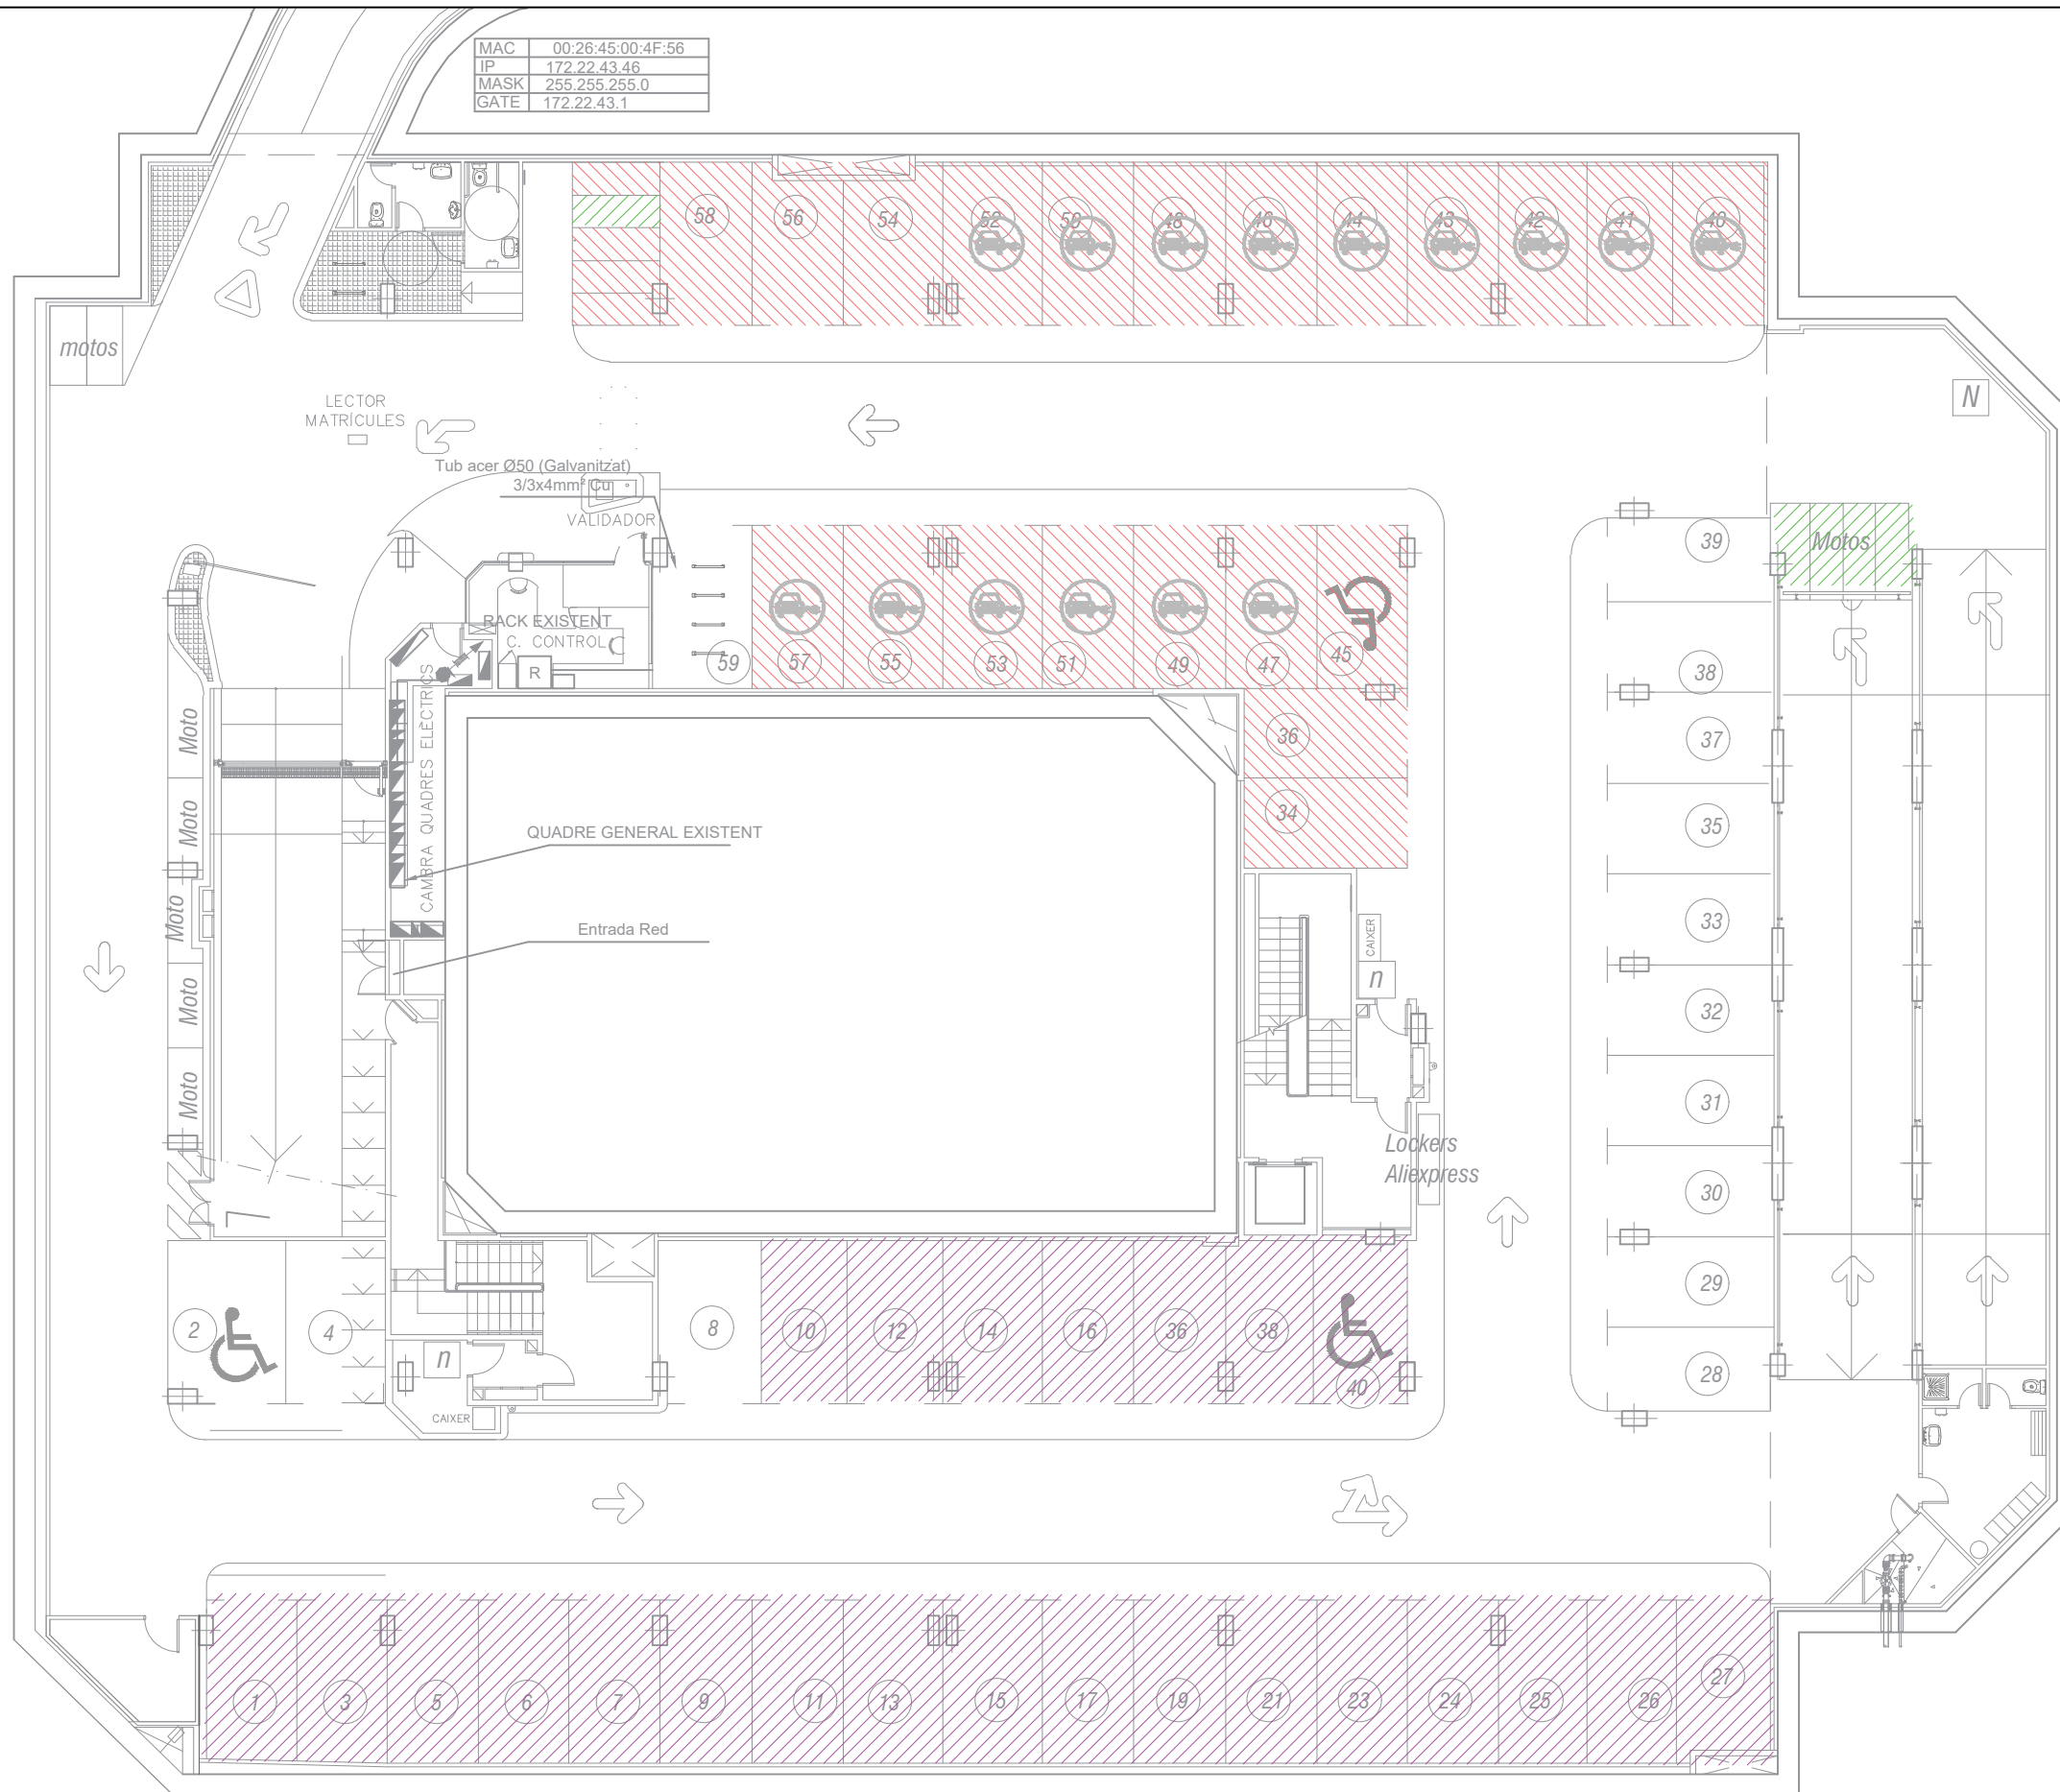 MAC 00:26:45:00:4F:56
IP 172.22.43.46
MASK 255.255.255.0
GATE 172.22.43.1
58 56 54 52 50 48 46 44 43 42 41 40
motos
N
LECTOR
MATRÍCULES
Tub acer Ø50 (Galvanitzat)
3/3x4mm² Cu
VALIDADOR
39
Motos
RACK EXISTENT
C. CONTROL
R
59 57 55 53 51 49 47 45
38
CAMBRA QUADRES ELÈCTRICS
Moto
36
37
Moto
34
35
QUADRE GENERAL EXISTENT
Moto
33
Entrada Red
CAIXER
n
Moto
32
Moto
31
Lockers
Aliexpress
30
29
2 4 8 10 12 14 16 36 38
n
40
28
CAIXER
1 3 5 6 7 9 11 13 15 17 19 21 23 24 25 26 27